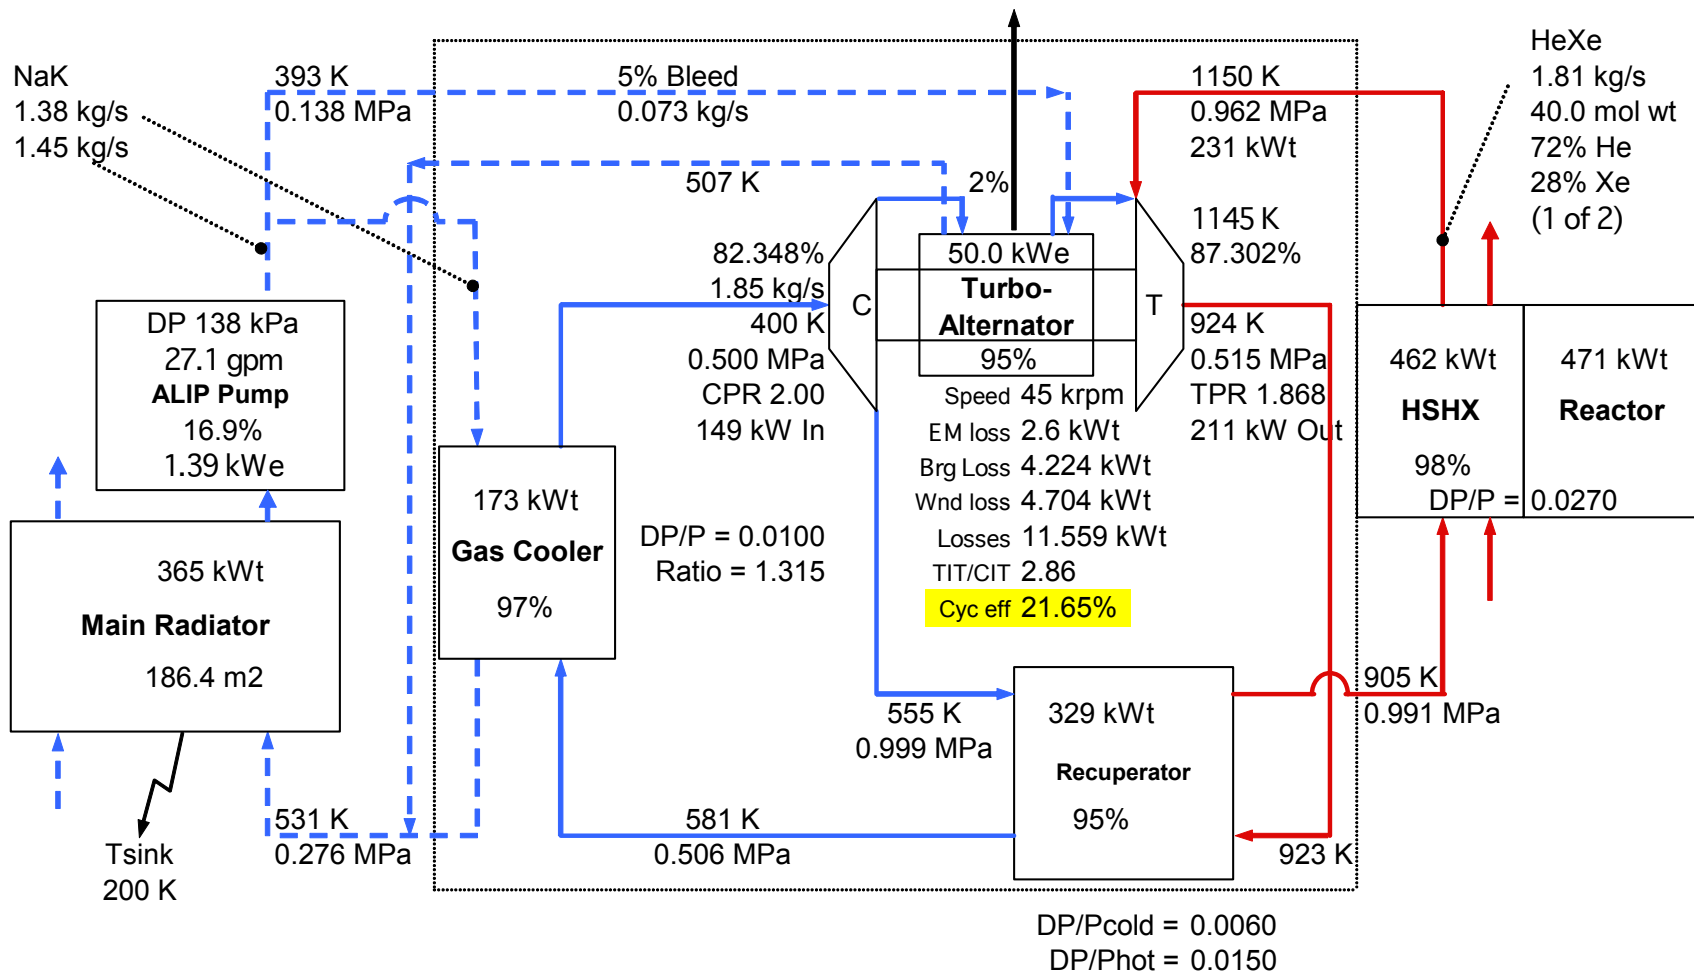 NaK
1.38 kg/s
1.45 kg/s
393 K
0.138 MPa
5% Bleed
0.073 kg/s
507 K
2%
1150 K
0.962 MPa
231 kWt
HeXe
1.81 kg/s
40.0 mol wt
72% He
28% Xe
(1 of 2)
1145 K
87.302%
82.348%
1.85 kg/s
400 K
0.500 MPa
CPR 2.00
149 kW In
C
50.0 kWe
Turbo-
Alternator
95%
T
924 K
0.515 MPa
TPR 1.868
211 kW Out
Speed 45 krpm
EM loss 2.6 kWt
Brg Loss 4.224 kWt
Wnd loss 4.704 kWt
Losses 11.559 kWt
TIT/CIT 2.86
Cyc eff 21.65%
DP 138 kPa
27.1 gpm
ALIP Pump
16.9%
1.39 kWe
462 kWt
HSHX
98%
DP/P = 0.0270
471 kWt
Reactor
173 kWt
Gas Cooler
97%
DP/P = 0.0100
Ratio = 1.315
365 kWt
Main Radiator
186.4 m2
555 K
0.999 MPa
329 kWt
Recuperator
95%
905 K
0.991 MPa
531 K
0.276 MPa
581 K
0.506 MPa
923 K
Tsink
200 K
DP/Pcold = 0.0060
DP/Phot = 0.0150